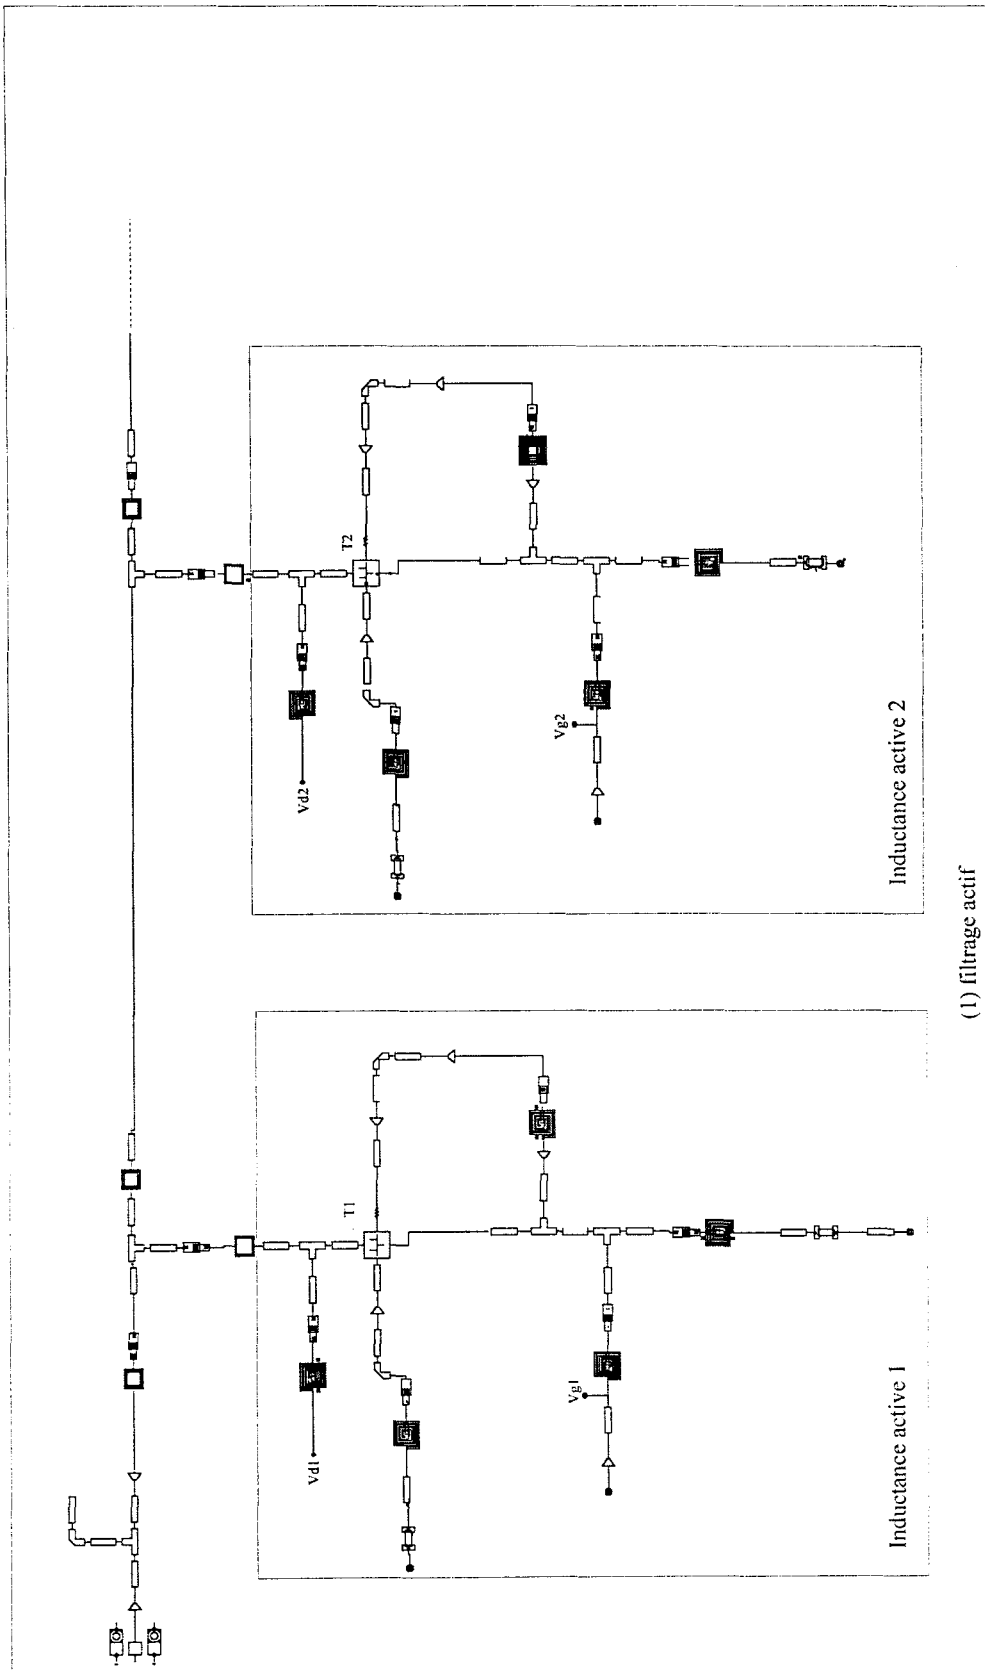 T2
Vd2
Vg2
Inductance active 2
T1
Vd1
Vg1
Inductance active 1
(1) filtrage actif